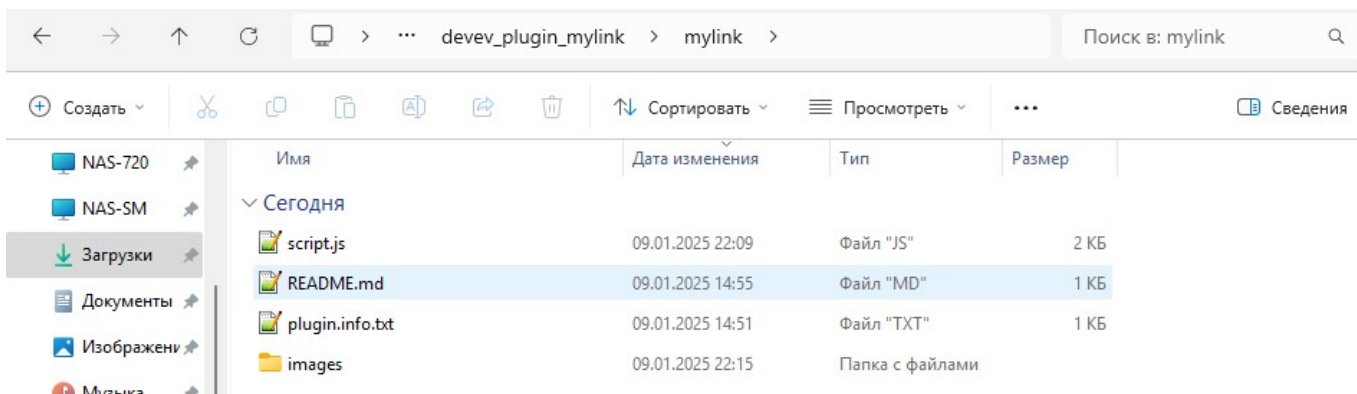 … devev_plugin_mylink > mylink > Поиск в: mylink
Создать Сортировать Просмотреть ... Сведения
NAS-720
NAS-SM
Загрузки
Документы
Изображени
Музыка
Имя Дата изменения Тип Размер
Сегодня
script.js 09.01.2025 22:09 Файл "JS" 2 КБ
README.md 09.01.2025 14:55 Файл "MD" 1 КБ
plugin.info.txt 09.01.2025 14:51 Файл "TXT" 1 КБ
images 09.01.2025 22:15 Папка с файлами